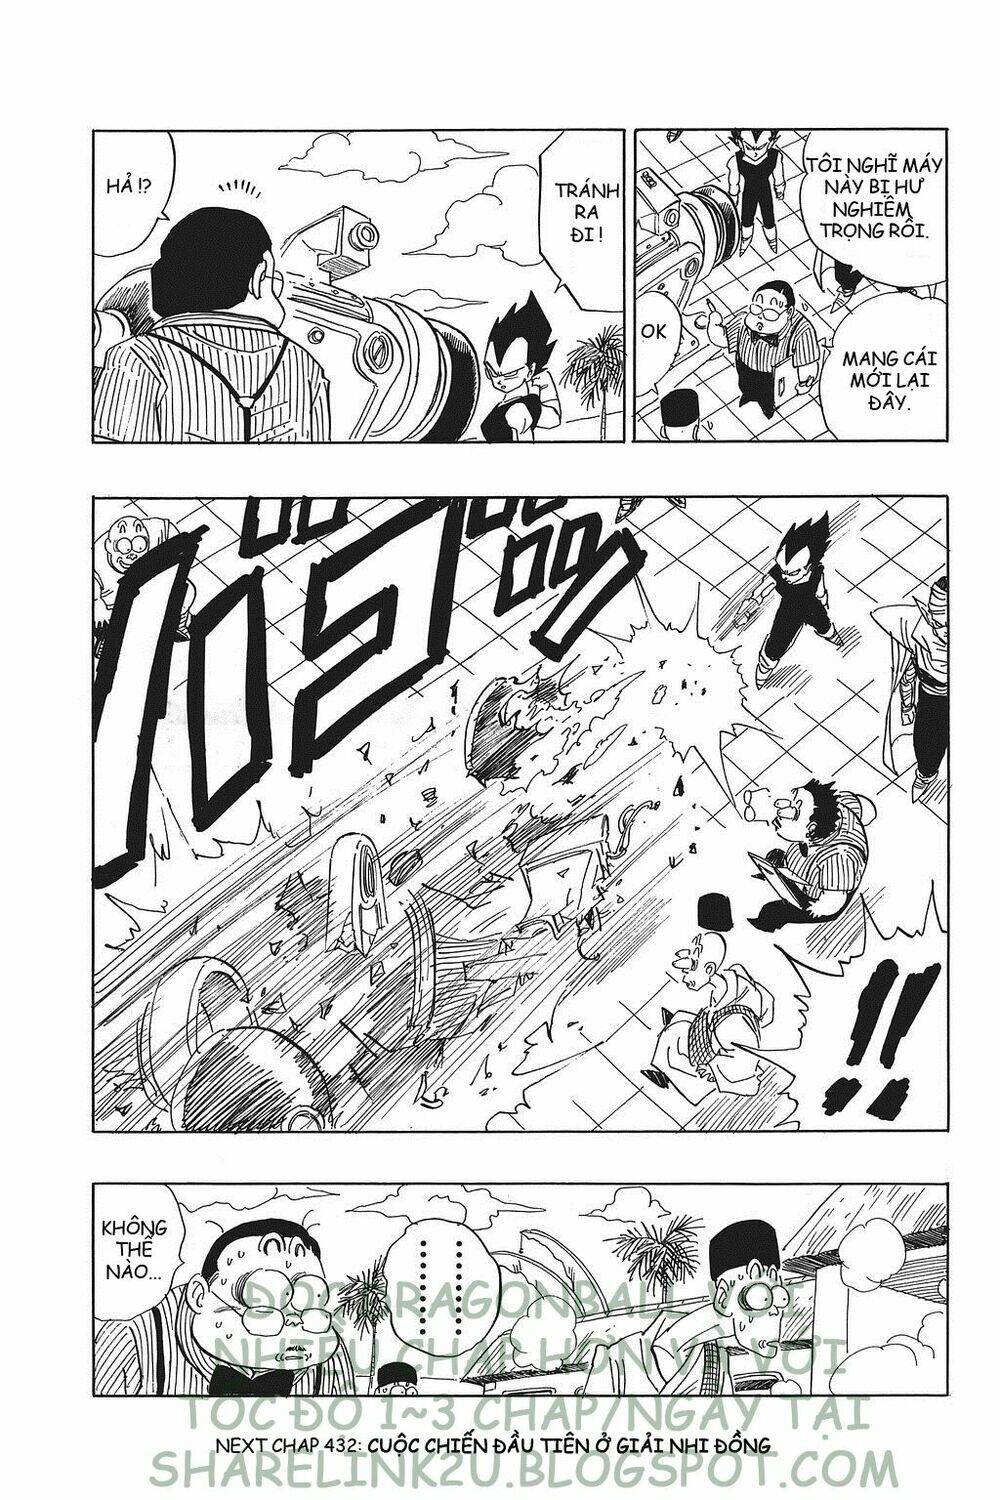 HẢ !?
TRÁNH
RA
ĐI !
TÔI NGHĨ MÁY
NÀY BỊ HƯ
NGHIÊM
TRỌNG RỒI.
OK
MANG CÁI
MỚI LẠI
ĐÂY.
!!
KHÔNG
THỂ
NÀO...
ĐỌC DRAGONBALL VỚI
NHIỀU CHAP HƠN VÀ VỚI
TỐC ĐỘ 1~3 CHAP/NGÀY TẠI
NEXT CHAP 432: CUỘC CHIẾN ĐẦU TIÊN Ở GIẢI NHI ĐỒNG
SHARELINK2U.BLOGSPOT.COM